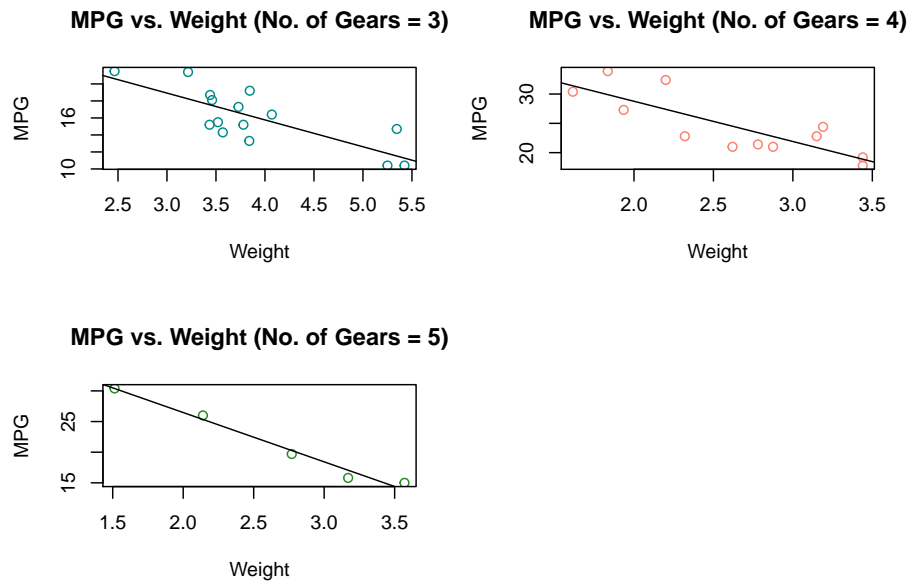 MPG vs. Weight (No. of Gears = 3)
MPG
10 16
2.5 3.0 3.5 4.0 4.5 5.0 5.5
Weight
MPG vs. Weight (No. of Gears = 4)
MPG
20 30
2.0 2.5 3.0 3.5
Weight
MPG vs. Weight (No. of Gears = 5)
MPG
15 25
1.5 2.0 2.5 3.0 3.5
Weight